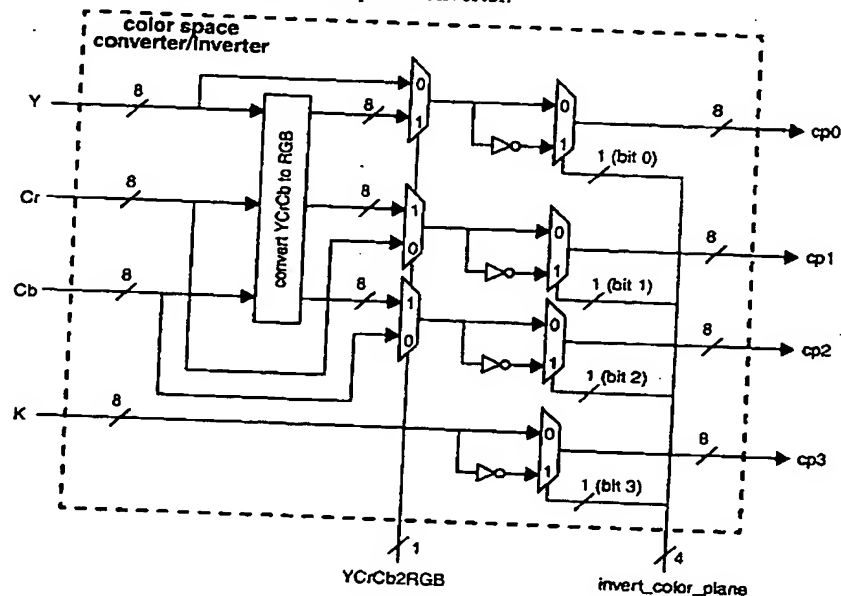 color space
converter/inverter
Y
8
8
0
1
0
1
8
cp0
1 (bit 0)
convert YCrCb to RGB
Cr
8
8
1
0
0
1
8
cp1
1 (bit 1)
Cb
8
8
1
0
0
1
8
cp2
1 (bit 2)
K
8
0
1
8
cp3
1 (bit 3)
1
4
YCrCb2RGB
invert_color_plane